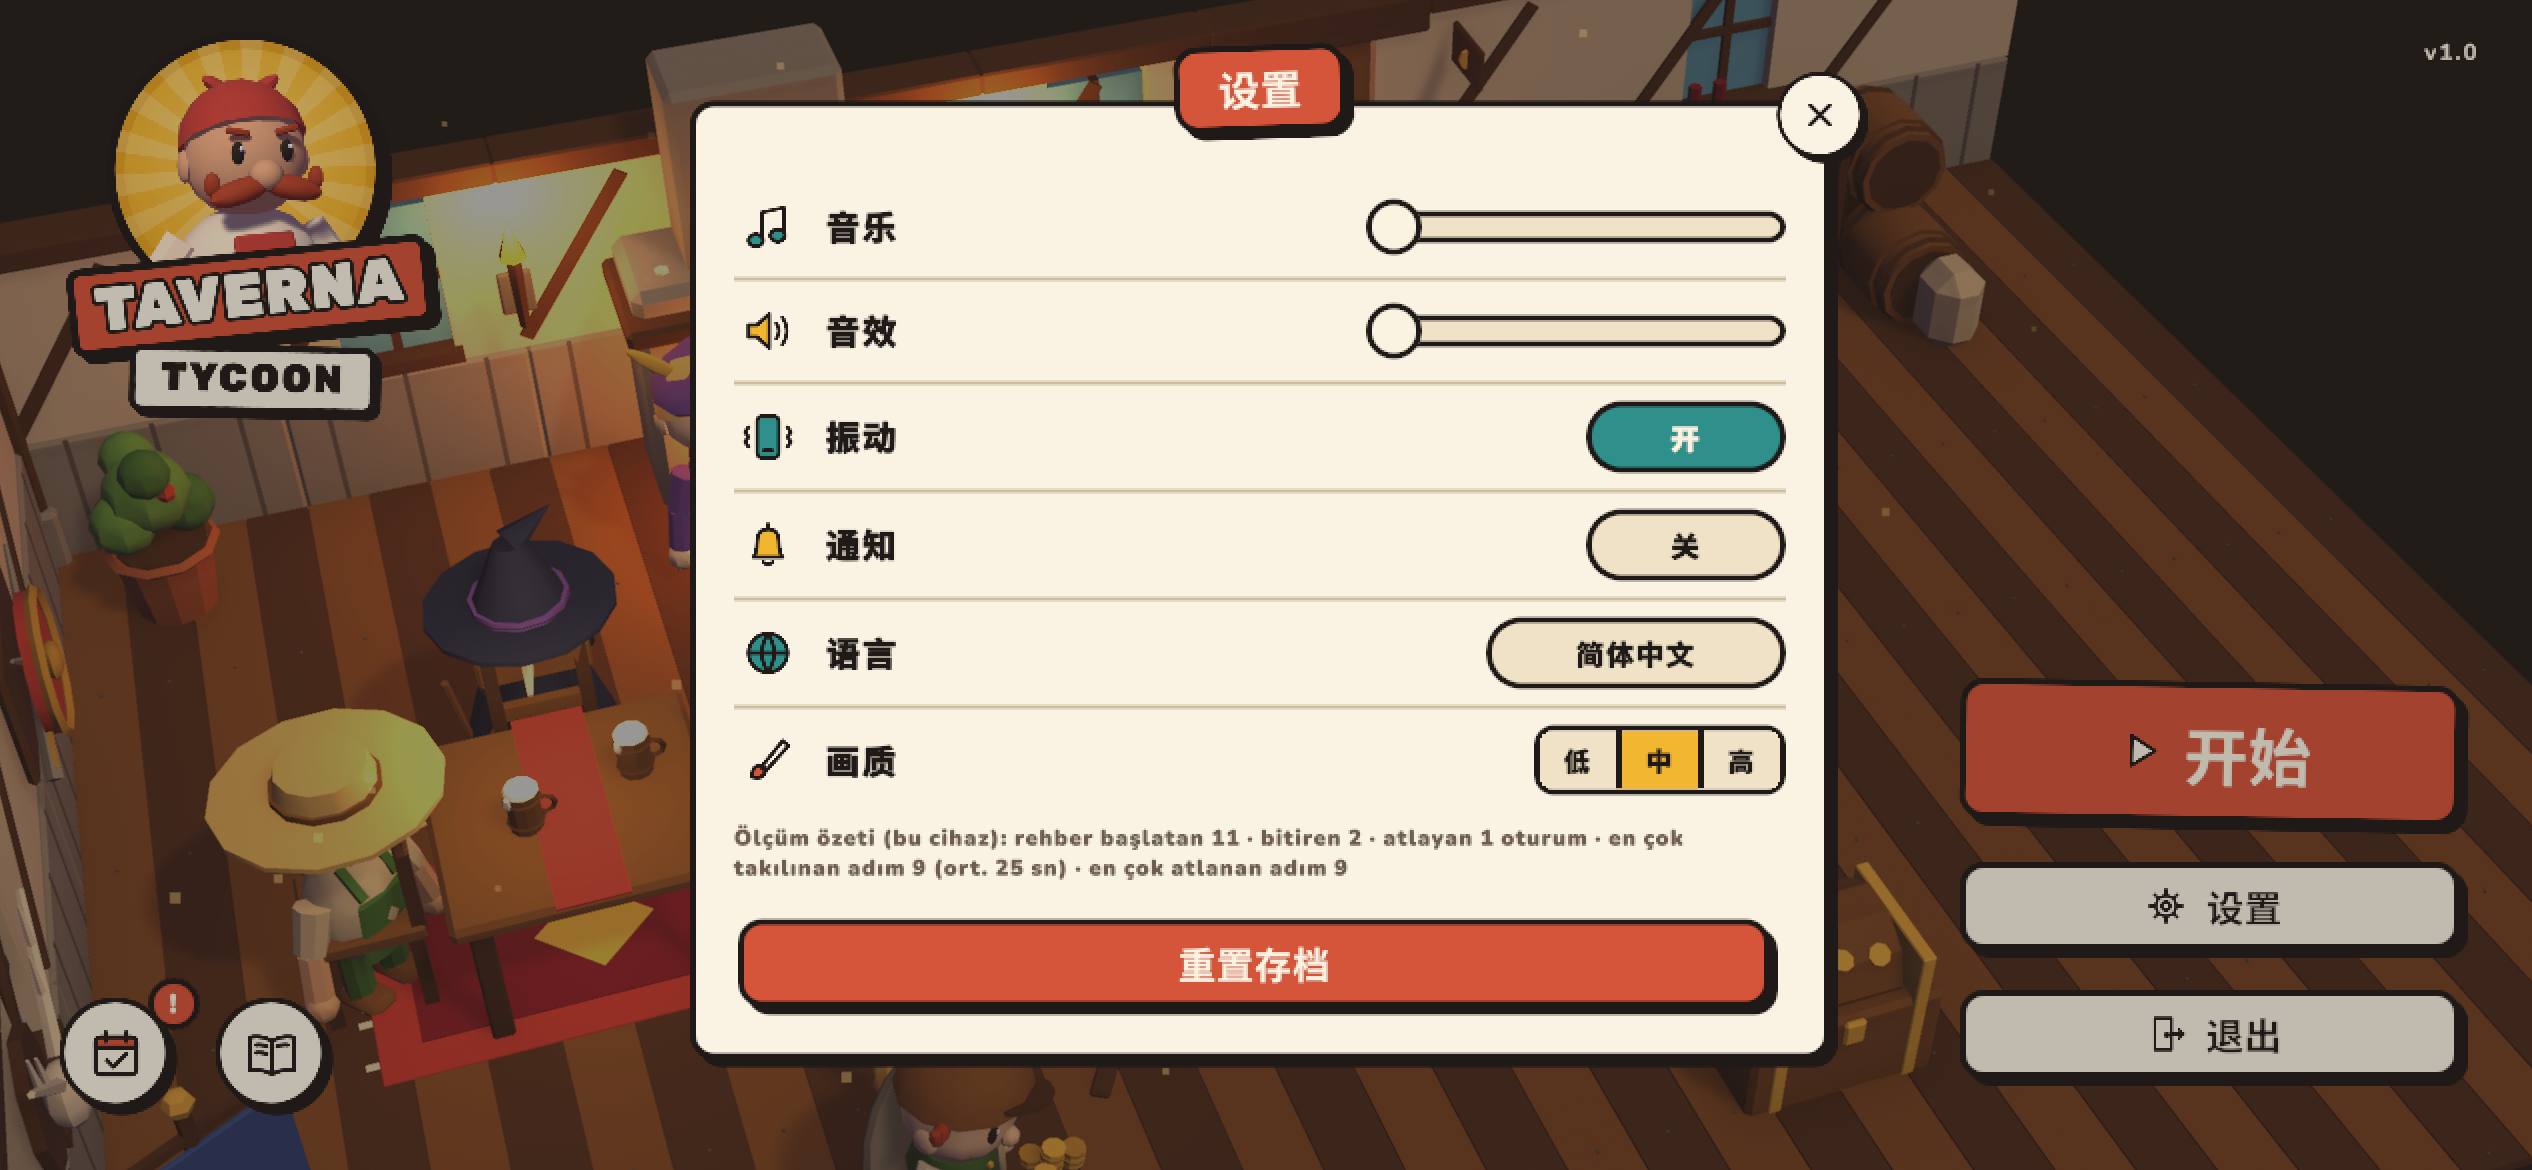 v1.0
设置
TAVERNA
TYCOON
音乐
音效
振动
开
通知
关
语言
简体中文
画质
低
中
高
Ölçüm özeti (bu cihaz): rehber başlatan 11 · bitiren 2 · atlayan 1 oturum · en çok
takılınan adım 9 (ort. 25 sn) · en çok atlanan adım 9
重置存档
开始
设置
退出